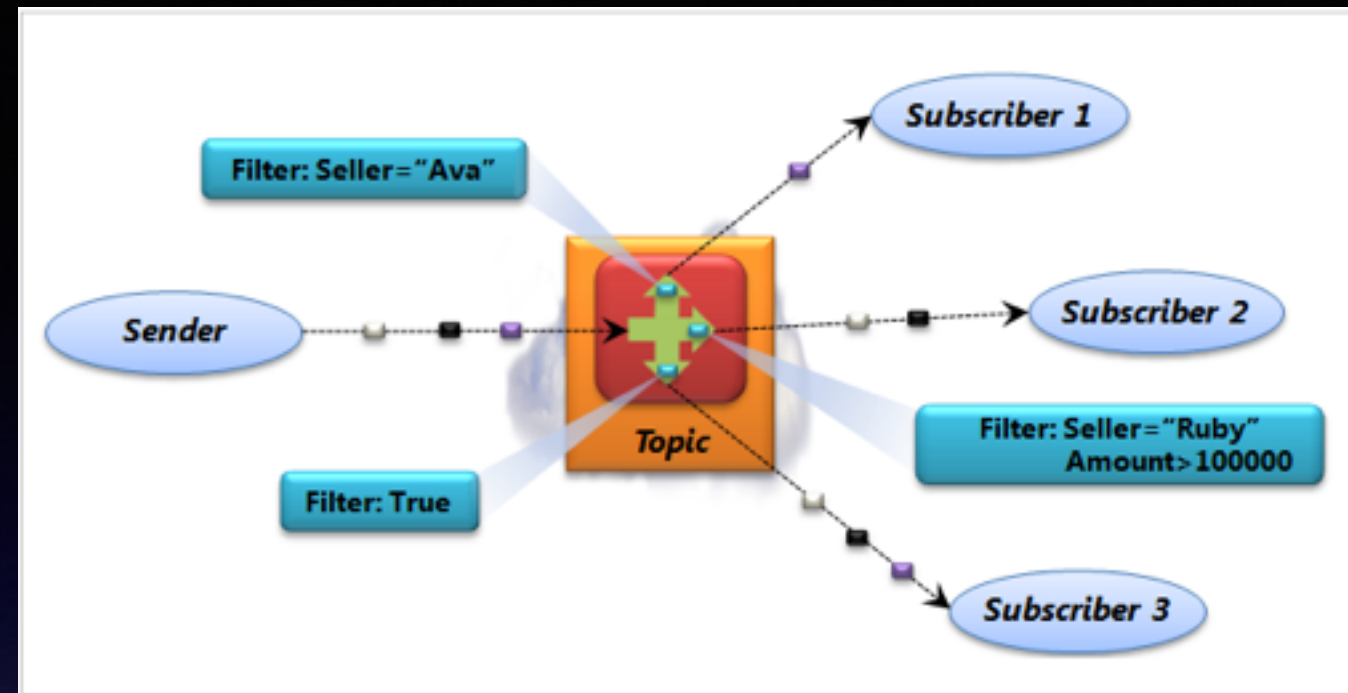 Subscriber 1
Filter: Seller=“Ava”
Sender
Subscriber 2
Topic
Filter: Seller=“Ruby”
Amount>100000
Filter: True
Subscriber 3